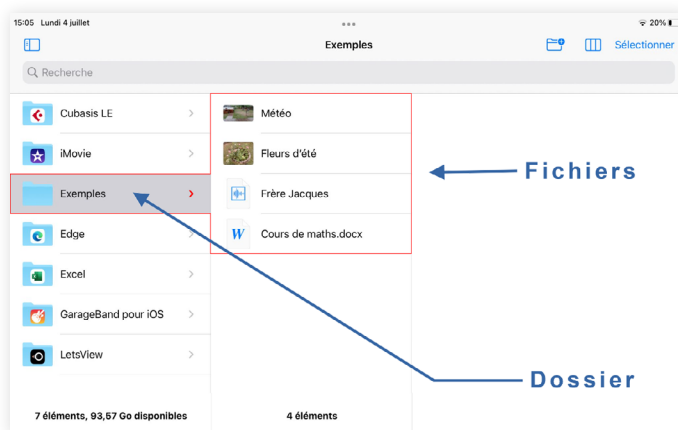 15:05 Lundi 4 juillet
20%
Exemples
Sélectionner
Recherche
Cubasis LE
iMovie
Exemples
Edge
Excel
GarageBand pour iOS
LetsView
7 éléments, 93,57 Go disponibles
Météo
Fleurs d'été
Frère Jacques
W Cours de maths.docx
4 éléments
Fichiers
Dossier